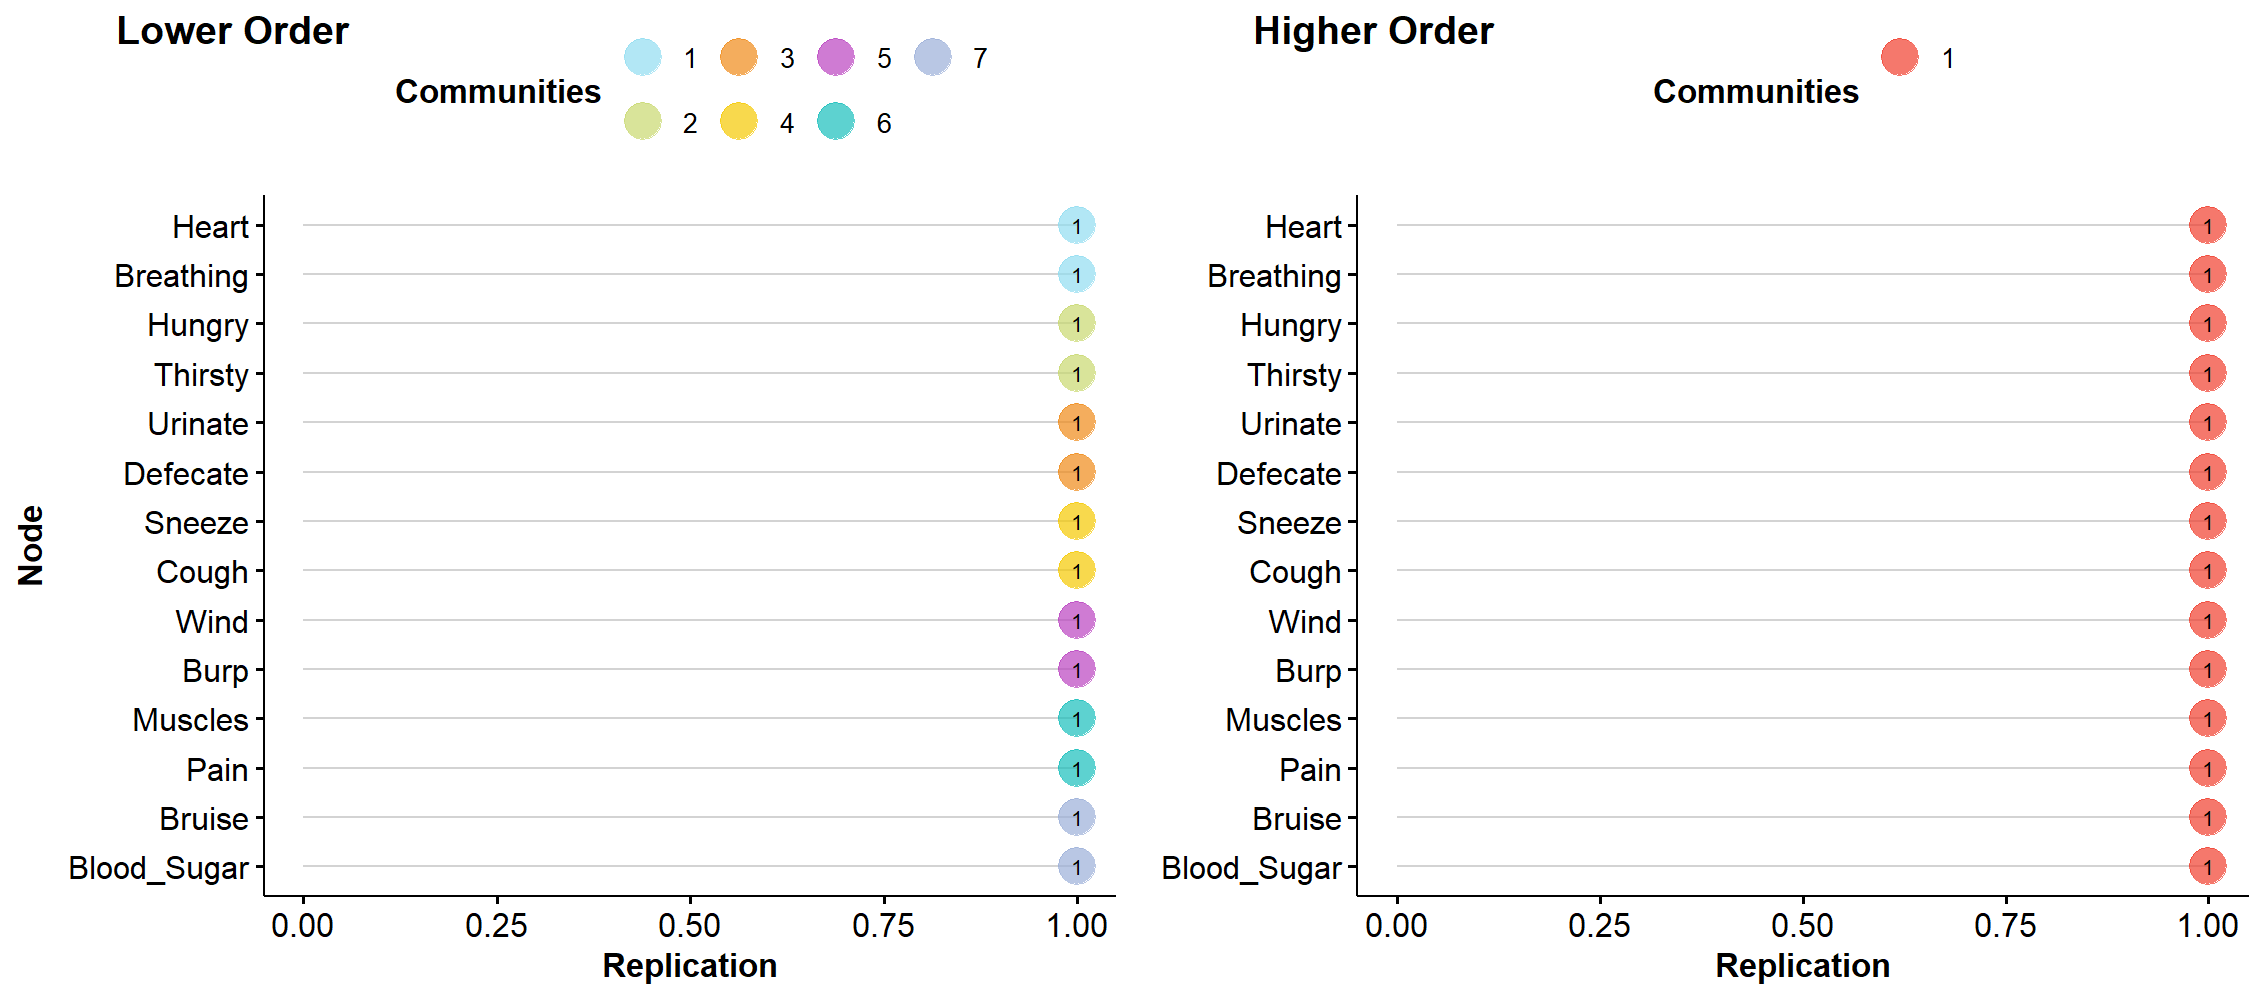 Lower Order
Communities
1 3 5 7
2 4 6
Node
Heart 1
Breathing 1
Hungry 1
Thirsty 1
Urinate 1
Defecate 1
Sneeze 1
Cough 1
Wind 1
Burp 1
Muscles 1
Pain 1
Bruise 1
Blood_Sugar 1
0.00 0.25 0.50 0.75 1.00
Replication
Higher Order
Communities
1
Heart 1
Breathing 1
Hungry 1
Thirsty 1
Urinate 1
Defecate 1
Sneeze 1
Cough 1
Wind 1
Burp 1
Muscles 1
Pain 1
Bruise 1
Blood_Sugar 1
0.00 0.25 0.50 0.75 1.00
Replication